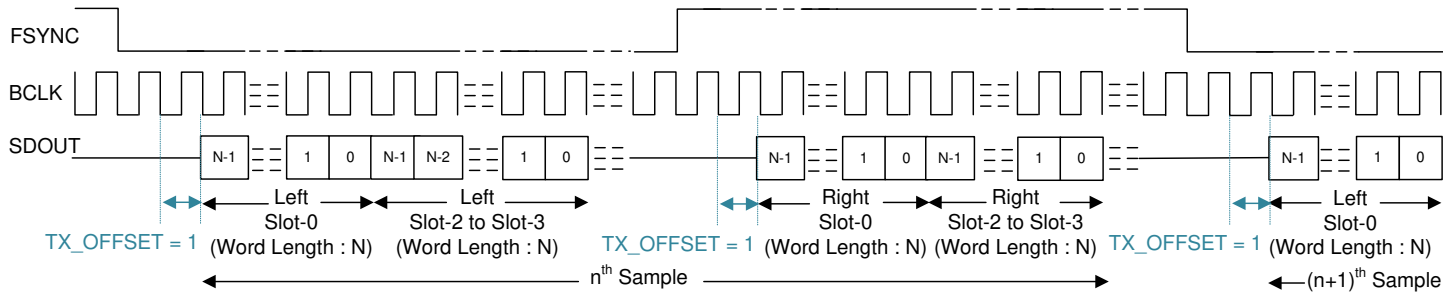 FSYNC
BCLK
SDOUT
N-1 1 0 N-1 N-2 1 0 N-1 1 0 N-1 1 0 N-1 1 0
Left
Slot-0
(Word Length : N)
Left
Slot-2 to Slot-3
(Word Length : N)
Right
Slot-0
(Word Length : N)
Right
Slot-2 to Slot-3
(Word Length : N)
Left
Slot-0
(Word Length : N)
TX_OFFSET = 1
TX_OFFSET = 1
TX_OFFSET = 1
nth Sample
(n+1)th Sample